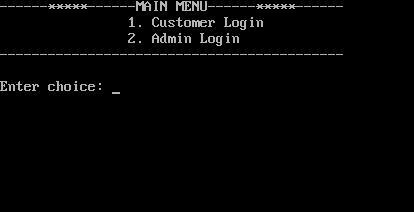 ------*****------MAIN MENU------*****------
1. Customer Login
2. Admin Login
-------------------------------------------
Enter choice: _